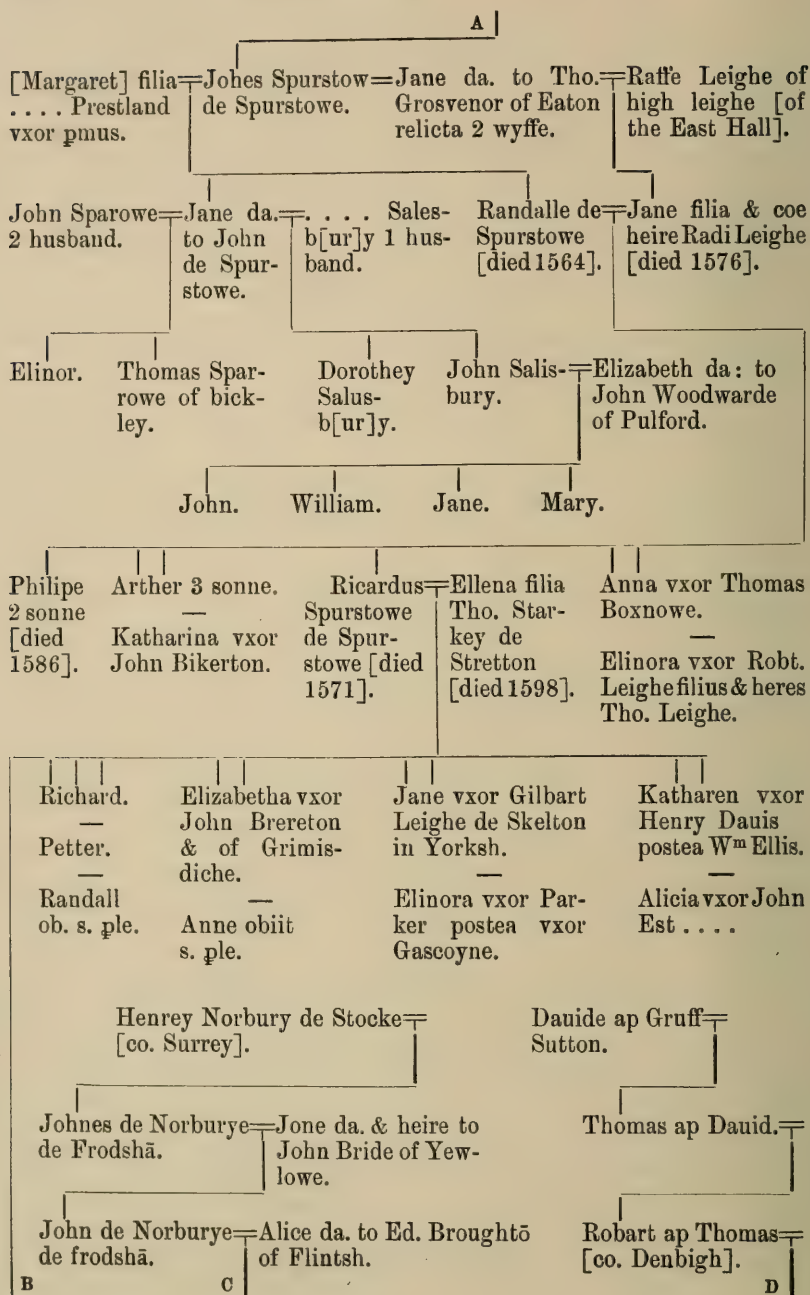 A
[Margaret] filia╤Johes Spurstow=Jane da. to Tho.╤Raffe Leighe of
. . . . Prestland de Spurstowe. Grosvenor of Eaton high leighe [of
vxor ꝑmus. relicta 2 wyffe. the East Hall].
John Sparowe╤Jane da.╤. . . . Sales- Randalle de╤Jane filia & coe
2 husband. to John b[ur]y 1 hus- Spurstowe heire Radi Leighe
de Spur- band. [died 1564]. [died 1576].
stowe.
Elinor. Thomas Spar- Dorothey John Salis-╤Elizabeth da: to
rowe of bick- Salus- bury. John Woodwarde
ley. b[ur]y. of Pulford.
John. William. Jane. Mary.
Philipe Arther 3 sonne. Ricardus╤Ellena filia Anna vxor Thomas
2 sonne — Spurstowe Tho. Star- Boxnowe.
[died Katharina vxor de Spur- key de —
1586]. John Bikerton. stowe [died Stretton Elinora vxor Robt.
1571]. [died 1598]. Leighe filius & heres
Tho. Leighe.
Richard. Elizabetha vxor Jane vxor Gilbart Katharen vxor
— John Brereton Leighe de Skelton Henry Dauis
Petter. & of Grimis- in Yorksh. postea Wᵐ Ellis.
— diche. — —
Randall — Elinora vxor Par- Alicia vxor John
ob. s. ꝑle. Anne obiit ker postea vxor Est . . . .
s. ꝑle. Gascoyne.
Henrey Norbury de Stocke╤ Dauide ap Gruff╤
[co. Surrey]. Sutton.
Johnes de Norburye╤Jone da. & heire to Thomas ap Dauid.╤
de Frodshā. John Bride of Yew-
lowe.
John de Norburye╤Alice da. to Ed. Broughtō Robart ap Thomas╤
de frodshā. of Flintsh. [co. Denbigh].
B C D